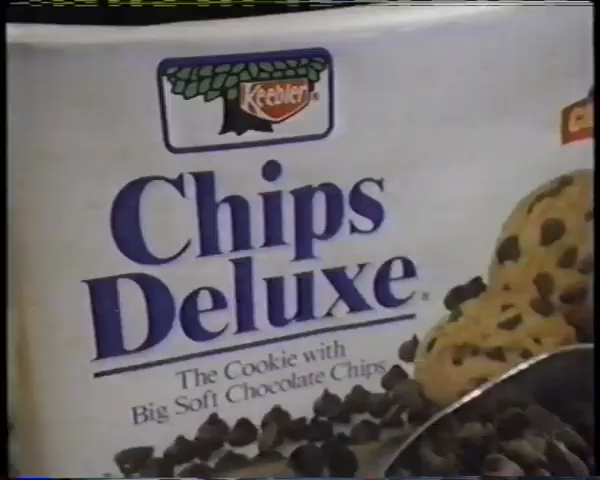 Keebler
Chips
Deluxe
The Cookie with
Big Soft Chocolate Chips